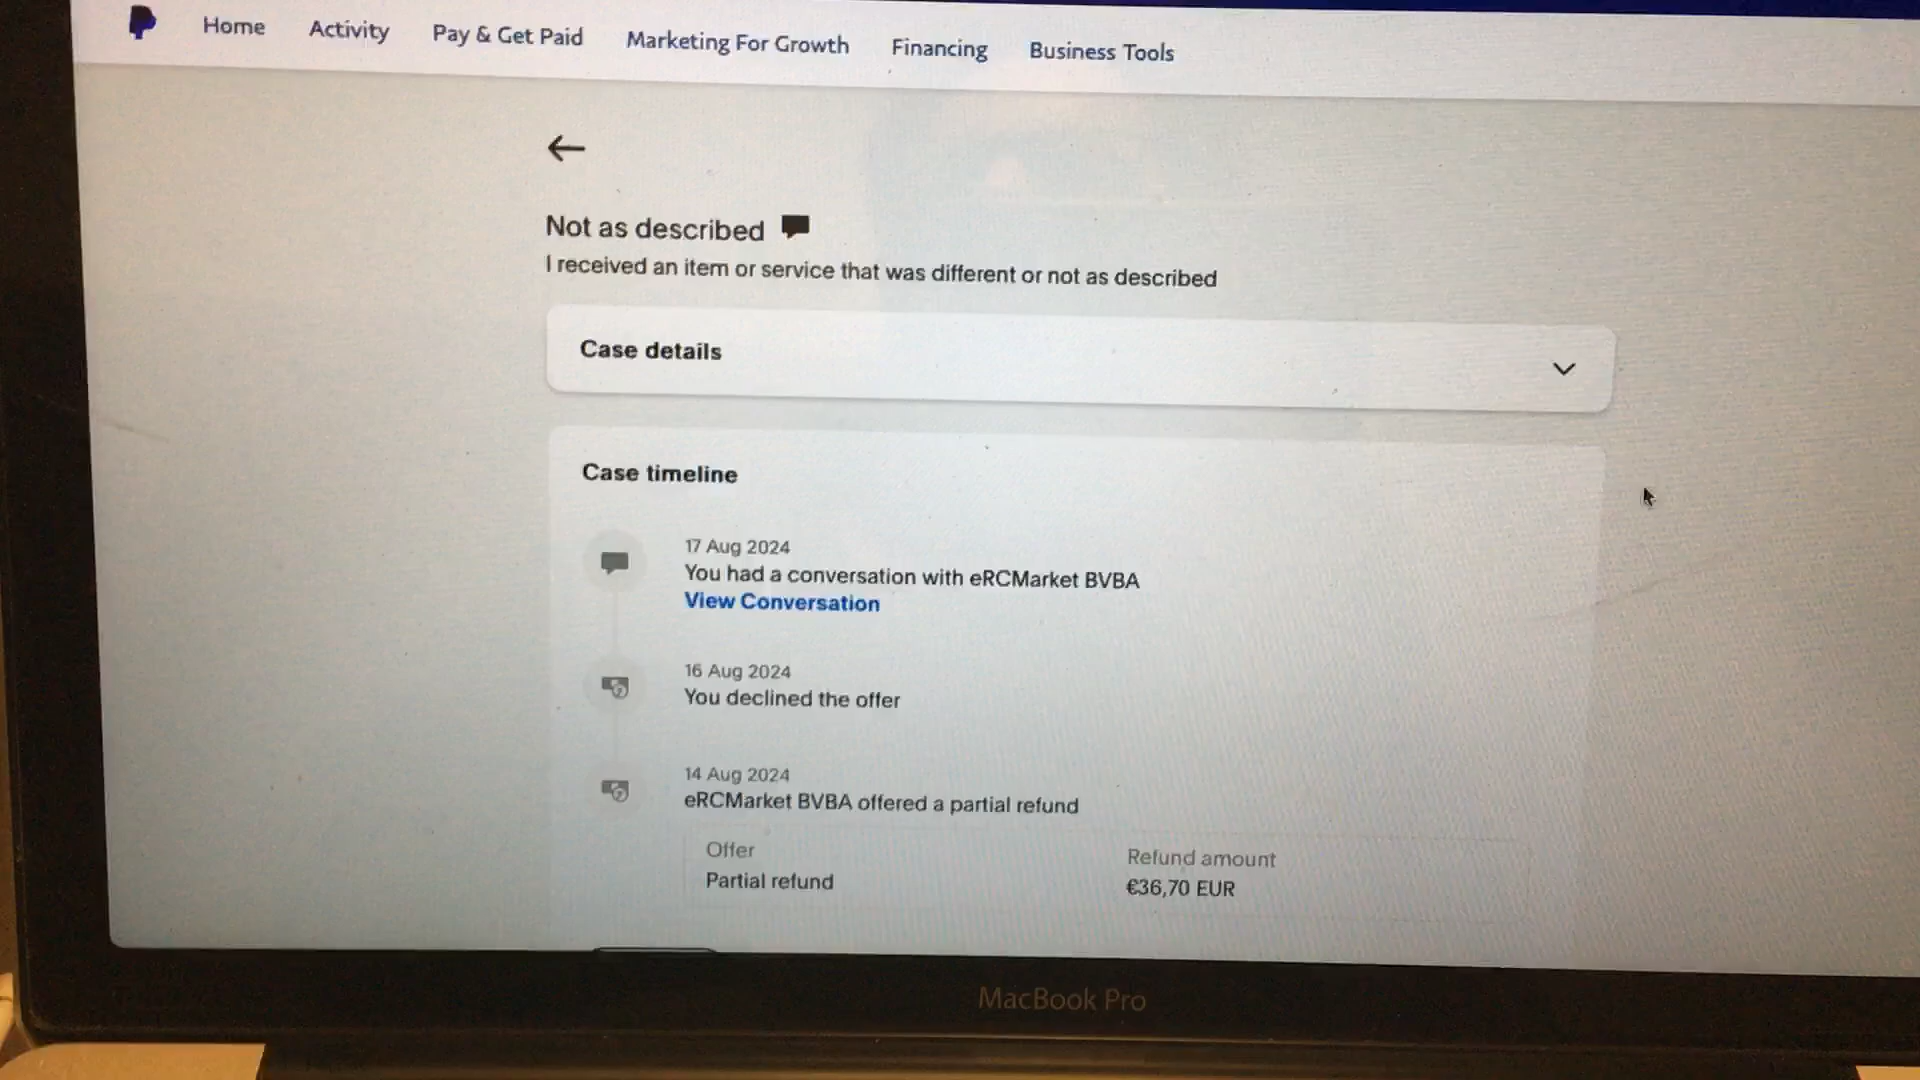 Home Activity Pay & Get Paid Marketing For Growth Financing Business Tools
Not as described
I received an item or service that was different or not as described
Case details
Case timeline
17 Aug 2024
You had a conversation with eRCMarket BVBA
View Conversation
16 Aug 2024
You declined the offer
14 Aug 2024
eRCMarket BVBA offered a partial refund
Offer Refund amount
Partial refund €36,70 EUR
MacBook Pro